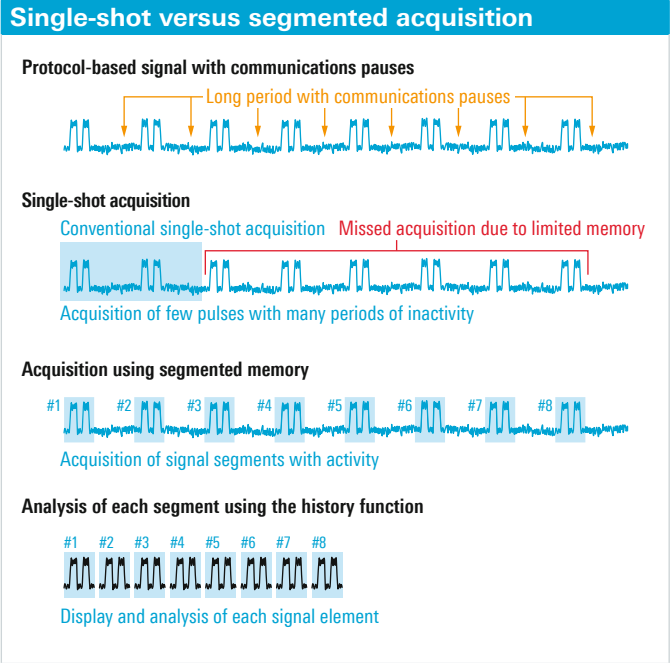 Single-shot versus segmented acquisition
Protocol-based signal with communications pauses
Long period with communications pauses
Single-shot acquisition
Conventional single-shot acquisition Missed acquisition due to limited memory
Acquisition of few pulses with many periods of inactivity
Acquisition using segmented memory
#1 #2 #3 #4 #5 #6 #7 #8
Acquisition of signal segments with activity
Analysis of each segment using the history function
#1 #2 #3 #4 #5 #6 #7 #8
Display and analysis of each signal element